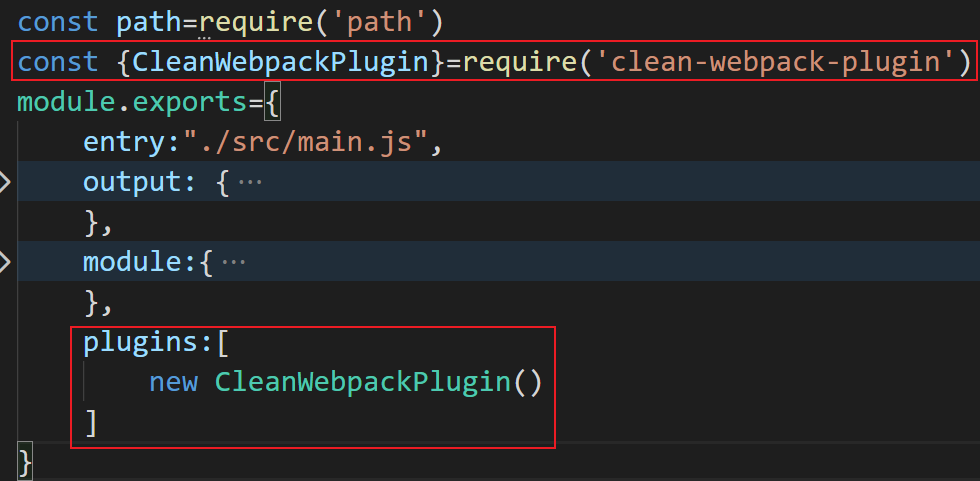 const path=require('path')
const {CleanWebpackPlugin}=require('clean-webpack-plugin')
module.exports={
    entry:"./src/main.js",
    output: {···
    },
    module:{···
    },
    plugins:[
        new CleanWebpackPlugin()
    ]
}